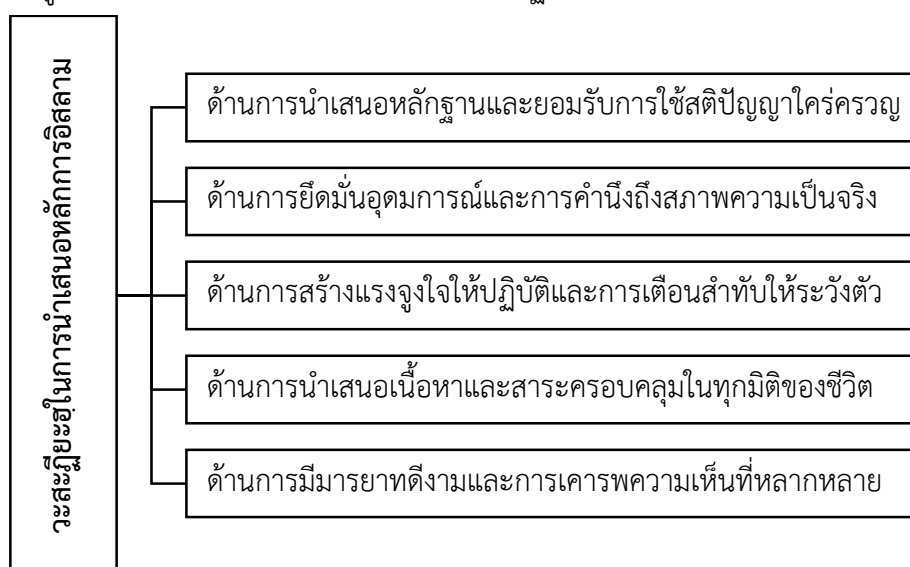 วะสะฏียะฮฺในการนำเสนอหลักการอิสลาม
ด้านการนำเสนอหลักฐานและยอมรับการใช้สติปัญญาใคร่ครวญ
ด้านการยึดมั่นอุดมการณ์และการคำนึงถึงสภาพความเป็นจริง
ด้านการสร้างแรงจูงใจให้ปฏิบัติและการเตือนสำทับให้ระวังตัว
ด้านการนำเสนอเนื้อหาและสาระครอบคลุมในทุกมิติของชีวิต
ด้านการมีมารยาทดีงามและการเคารพความเห็นที่หลากหลาย